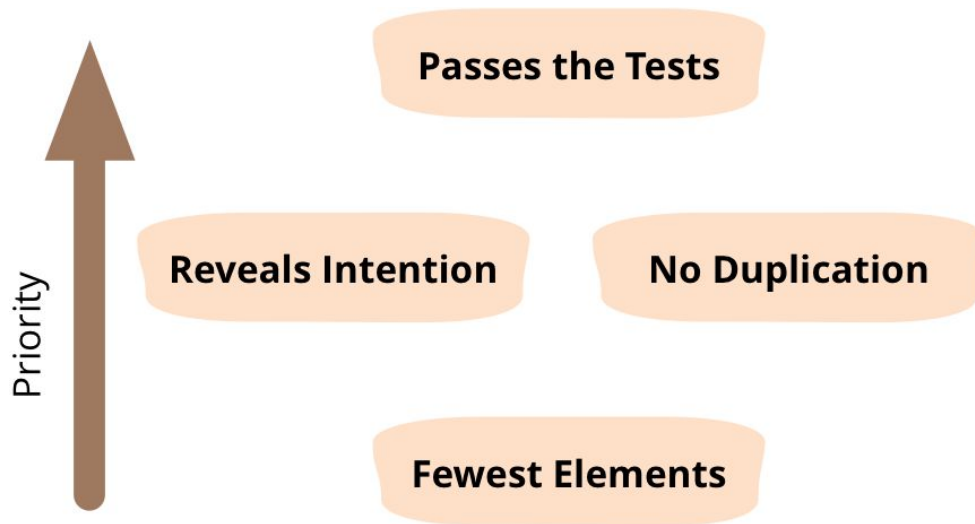 Passes the Tests
Reveals Intention
No Duplication
Fewest Elements
Priority